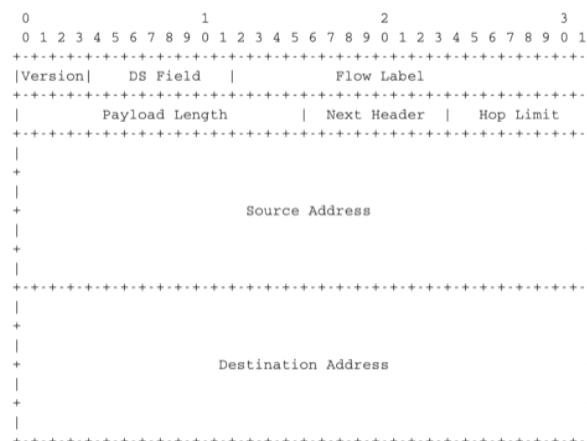 0                   1                   2                   3
0 1 2 3 4 5 6 7 8 9 0 1 2 3 4 5 6 7 8 9 0 1 2 3 4 5 6 7 8 9 0 1
+-+-+-+-+-+-+-+-+-+-+-+-+-+-+-+-+-+-+-+-+-+-+-+-+-+-+-+-+-+-+-+-
|Version|    DS Field   |           Flow Label
+-+-+-+-+-+-+-+-+-+-+-+-+-+-+-+-+-+-+-+-+-+-+-+-+-+-+-+-+-+-+-+-
|         Payload Length        |  Next Header  |   Hop Limit
+-+-+-+-+-+-+-+-+-+-+-+-+-+-+-+-+-+-+-+-+-+-+-+-+-+-+-+-+-+-+-+-
|
+
|
+                         Source Address
|
+
|
+-+-+-+-+-+-+-+-+-+-+-+-+-+-+-+-+-+-+-+-+-+-+-+-+-+-+-+-+-+-+-+-
|
+
|
+                      Destination Address
|
+
|
+-+-+-+-+-+-+-+-+-+-+-+-+-+-+-+-+-+-+-+-+-+-+-+-+-+-+-+-+-+-+-+-